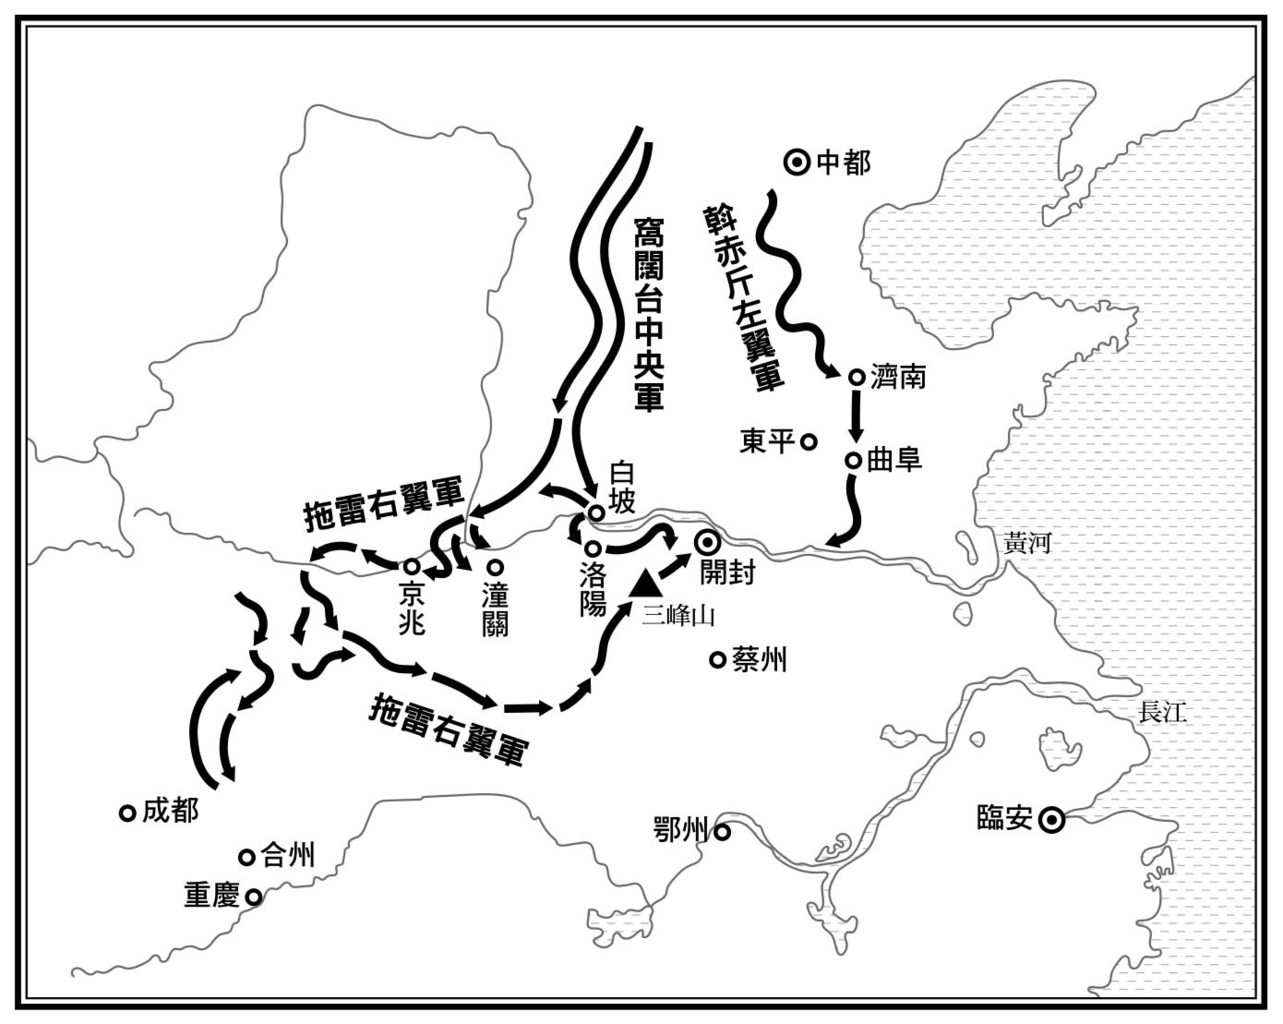 中都
窩闊台中央軍
斡赤斤左翼軍
濟南
東平
曲阜
白坡
拖雷右翼軍
黃河
京兆
潼關
洛陽
開封
三峰山
蔡州
拖雷右翼軍
長江
成都
鄂州
臨安
合州
重慶